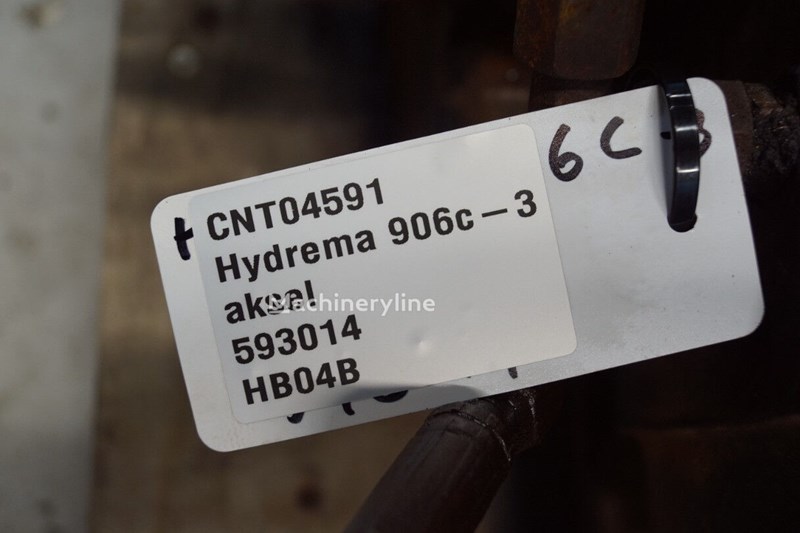 CNT04591
Hydrema 906c – 3
aksel
593014
HB04B
6C
Machineryline